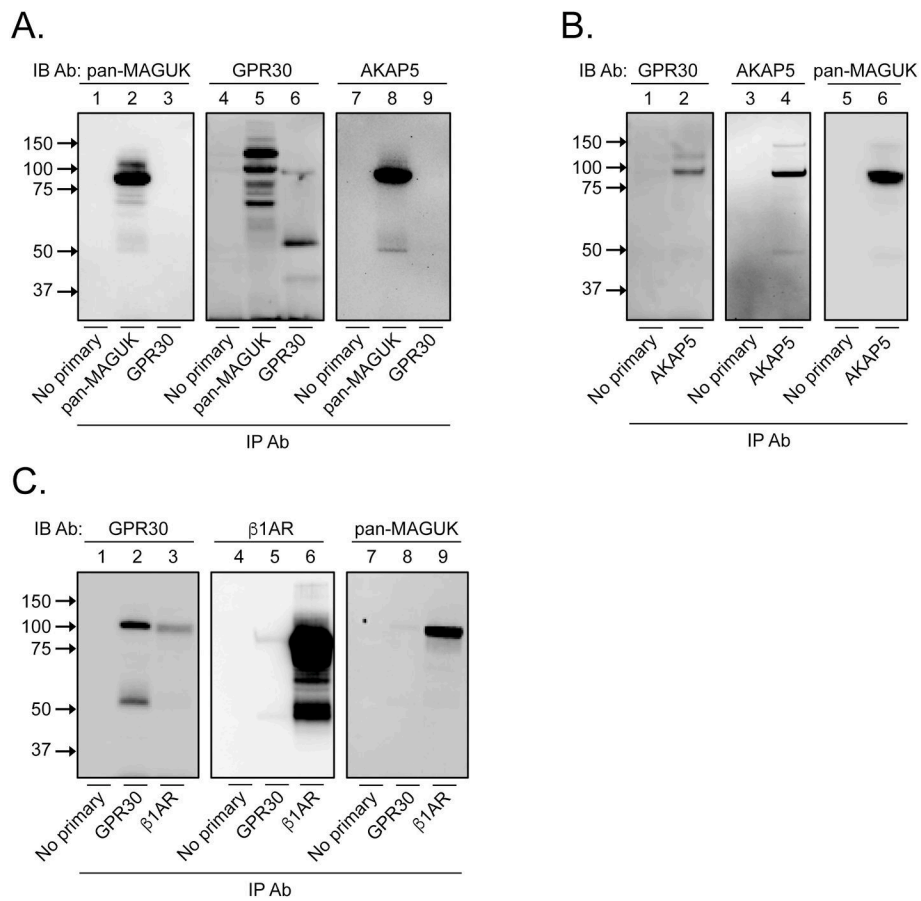 A.
IB Ab: pan-MAGUK GPR30 AKAP5
1 2 3 4 5 6 7 8 9
150
100
75
50
37
No primary pan-MAGUK GPR30 No primary pan-MAGUK GPR30 No primary pan-MAGUK GPR30
IP Ab
B.
IB Ab: GPR30 AKAP5 pan-MAGUK
1 2 3 4 5 6
150
100
75
50
37
No primary AKAP5 No primary AKAP5 No primary AKAP5
IP Ab
C.
IB Ab: GPR30 β1AR pan-MAGUK
1 2 3 4 5 6 7 8 9
150
100
75
50
37
No primary GPR30 β1AR No primary GPR30 β1AR No primary GPR30 β1AR
IP Ab